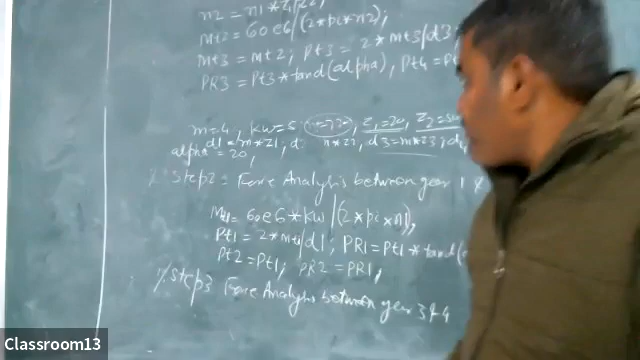 n2 = n1*z1/z2;
mt2 = 60e6/(2*pi*n2);
mt3 = mt2; Pt3 = 2*mt3/d3,
PR3 = Pt3*tand(alpha), Pt4 = Pt
m=4, kw=5, n=720, Z1=20, Z2=50
d1=m*z1, d3=m*z3,
alpha = 20,
% Step2: Force Analysis between gear 1 &
Mt1 = 60e6*kw/(2*pi*n1),
Pt1 = 2*mt1/d1; PR1 = Pt1*tand(
Pt2 = Pt1, PR2 = PR1,
% Step3 Force Analysis between gear 3 & 4
Classroom13